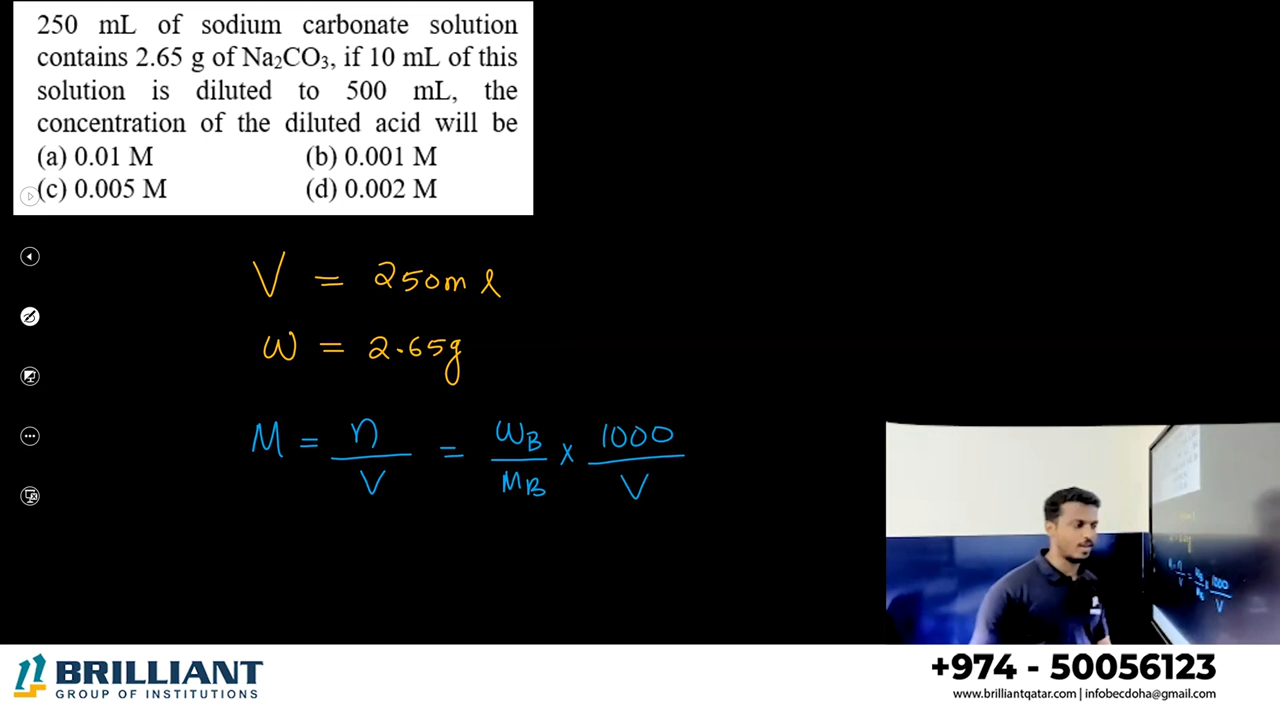 250 mL of sodium carbonate solution
contains 2.65 g of Na₂CO₃, if 10 mL of this
solution is diluted to 500 mL, the
concentration of the diluted acid will be
(a) 0.01 M (b) 0.001 M
(c) 0.005 M (d) 0.002 M
V = 250ml
w = 2.65g
M = n/V = wB/MB × 1000/V
BRILLIANT
GROUP OF INSTITUTIONS
+974 - 50056123
www.brilliantqatar.com | infobecdoha@gmail.com